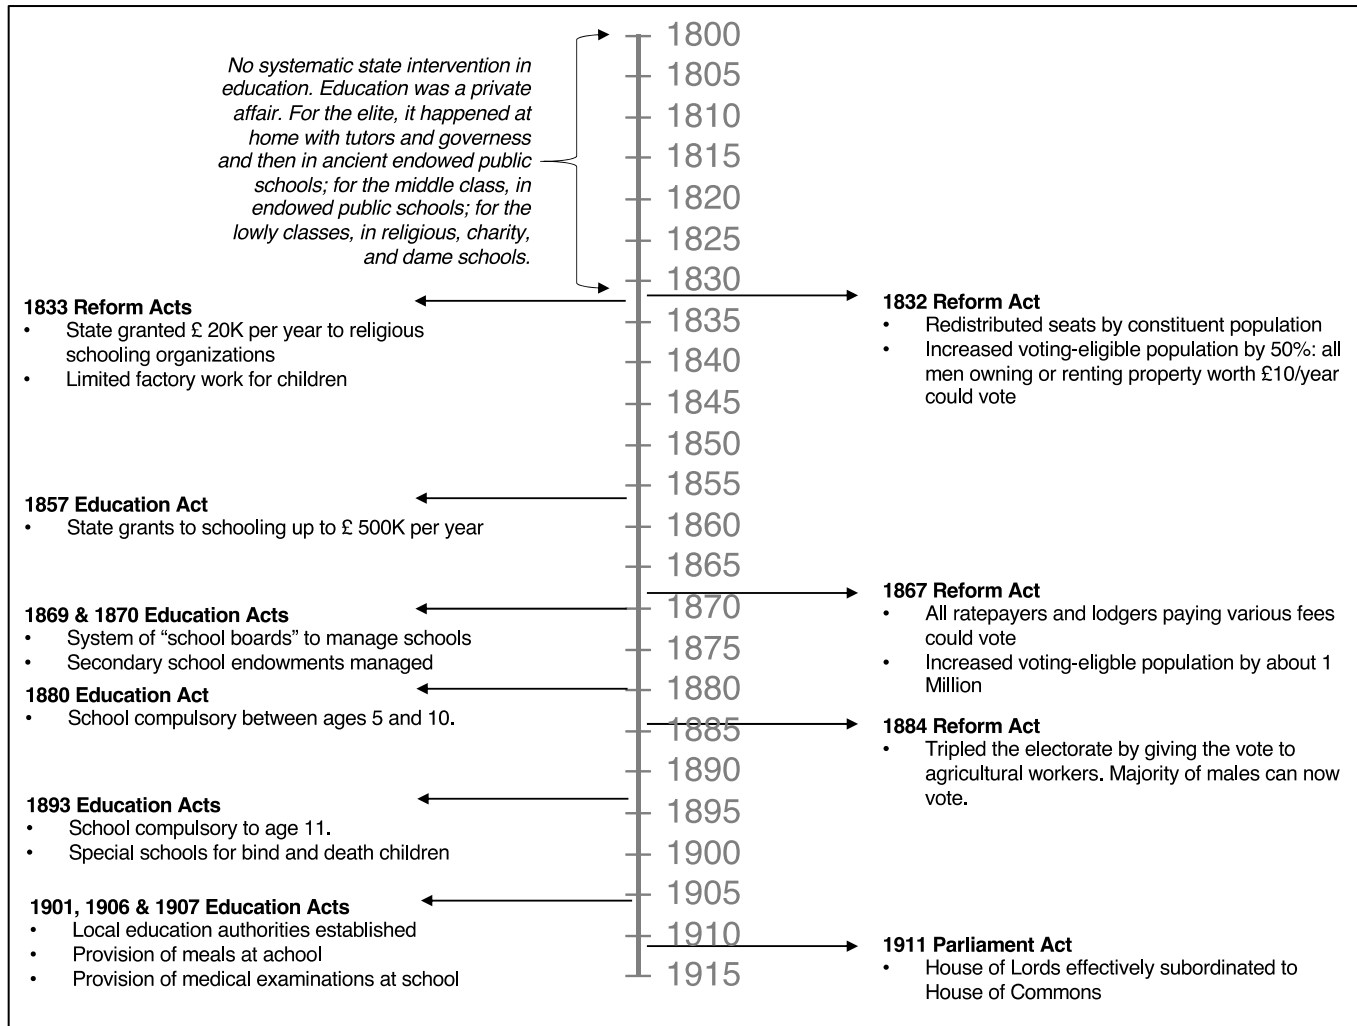 No systematic state intervention in
education. Education was a private
affair. For the elite, it happened at
home with tutors and governess
and then in ancient endowed public
schools; for the middle class, in
endowed public schools; for the
lowly classes, in religious, charity,
and dame schools.
1833 Reform Acts
• State granted £ 20K per year to religious
schooling organizations
• Limited factory work for children
1857 Education Act
• State grants to schooling up to £ 500K per year
1869 & 1870 Education Acts
• System of “school boards” to manage schools
• Secondary school endowments managed
1880 Education Act
• School compulsory between ages 5 and 10.
1893 Education Acts
• School compulsory to age 11.
• Special schools for bind and death children
1901, 1906 & 1907 Education Acts
• Local education authorities established
• Provision of meals at achool
• Provision of medical examinations at school
1800
1805
1810
1815
1820
1825
1830
1835
1840
1845
1850
1855
1860
1865
1870
1875
1880
1885
1890
1895
1900
1905
1910
1915
1832 Reform Act
• Redistributed seats by constituent population
• Increased voting-eligible population by 50%: all
men owning or renting property worth £10/year
could vote
1867 Reform Act
• All ratepayers and lodgers paying various fees
could vote
• Increased voting-eligble population by about 1
Million
1884 Reform Act
• Tripled the electorate by giving the vote to
agricultural workers. Majority of males can now
vote.
1911 Parliament Act
• House of Lords effectively subordinated to
House of Commons